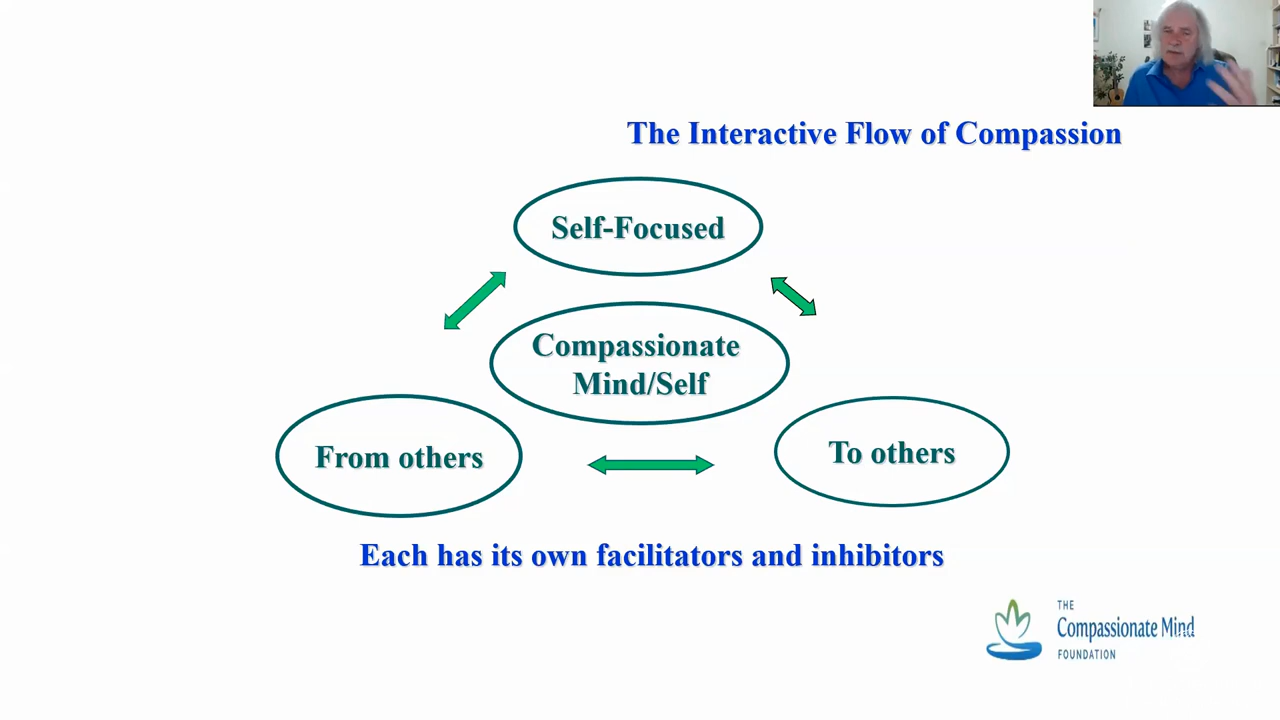 The Interactive Flow of Compassion
Self-Focused
Compassionate
Mind/Self
From others
To others
Each has its own facilitators and inhibitors
THE
Compassionate Mind
FOUNDATION